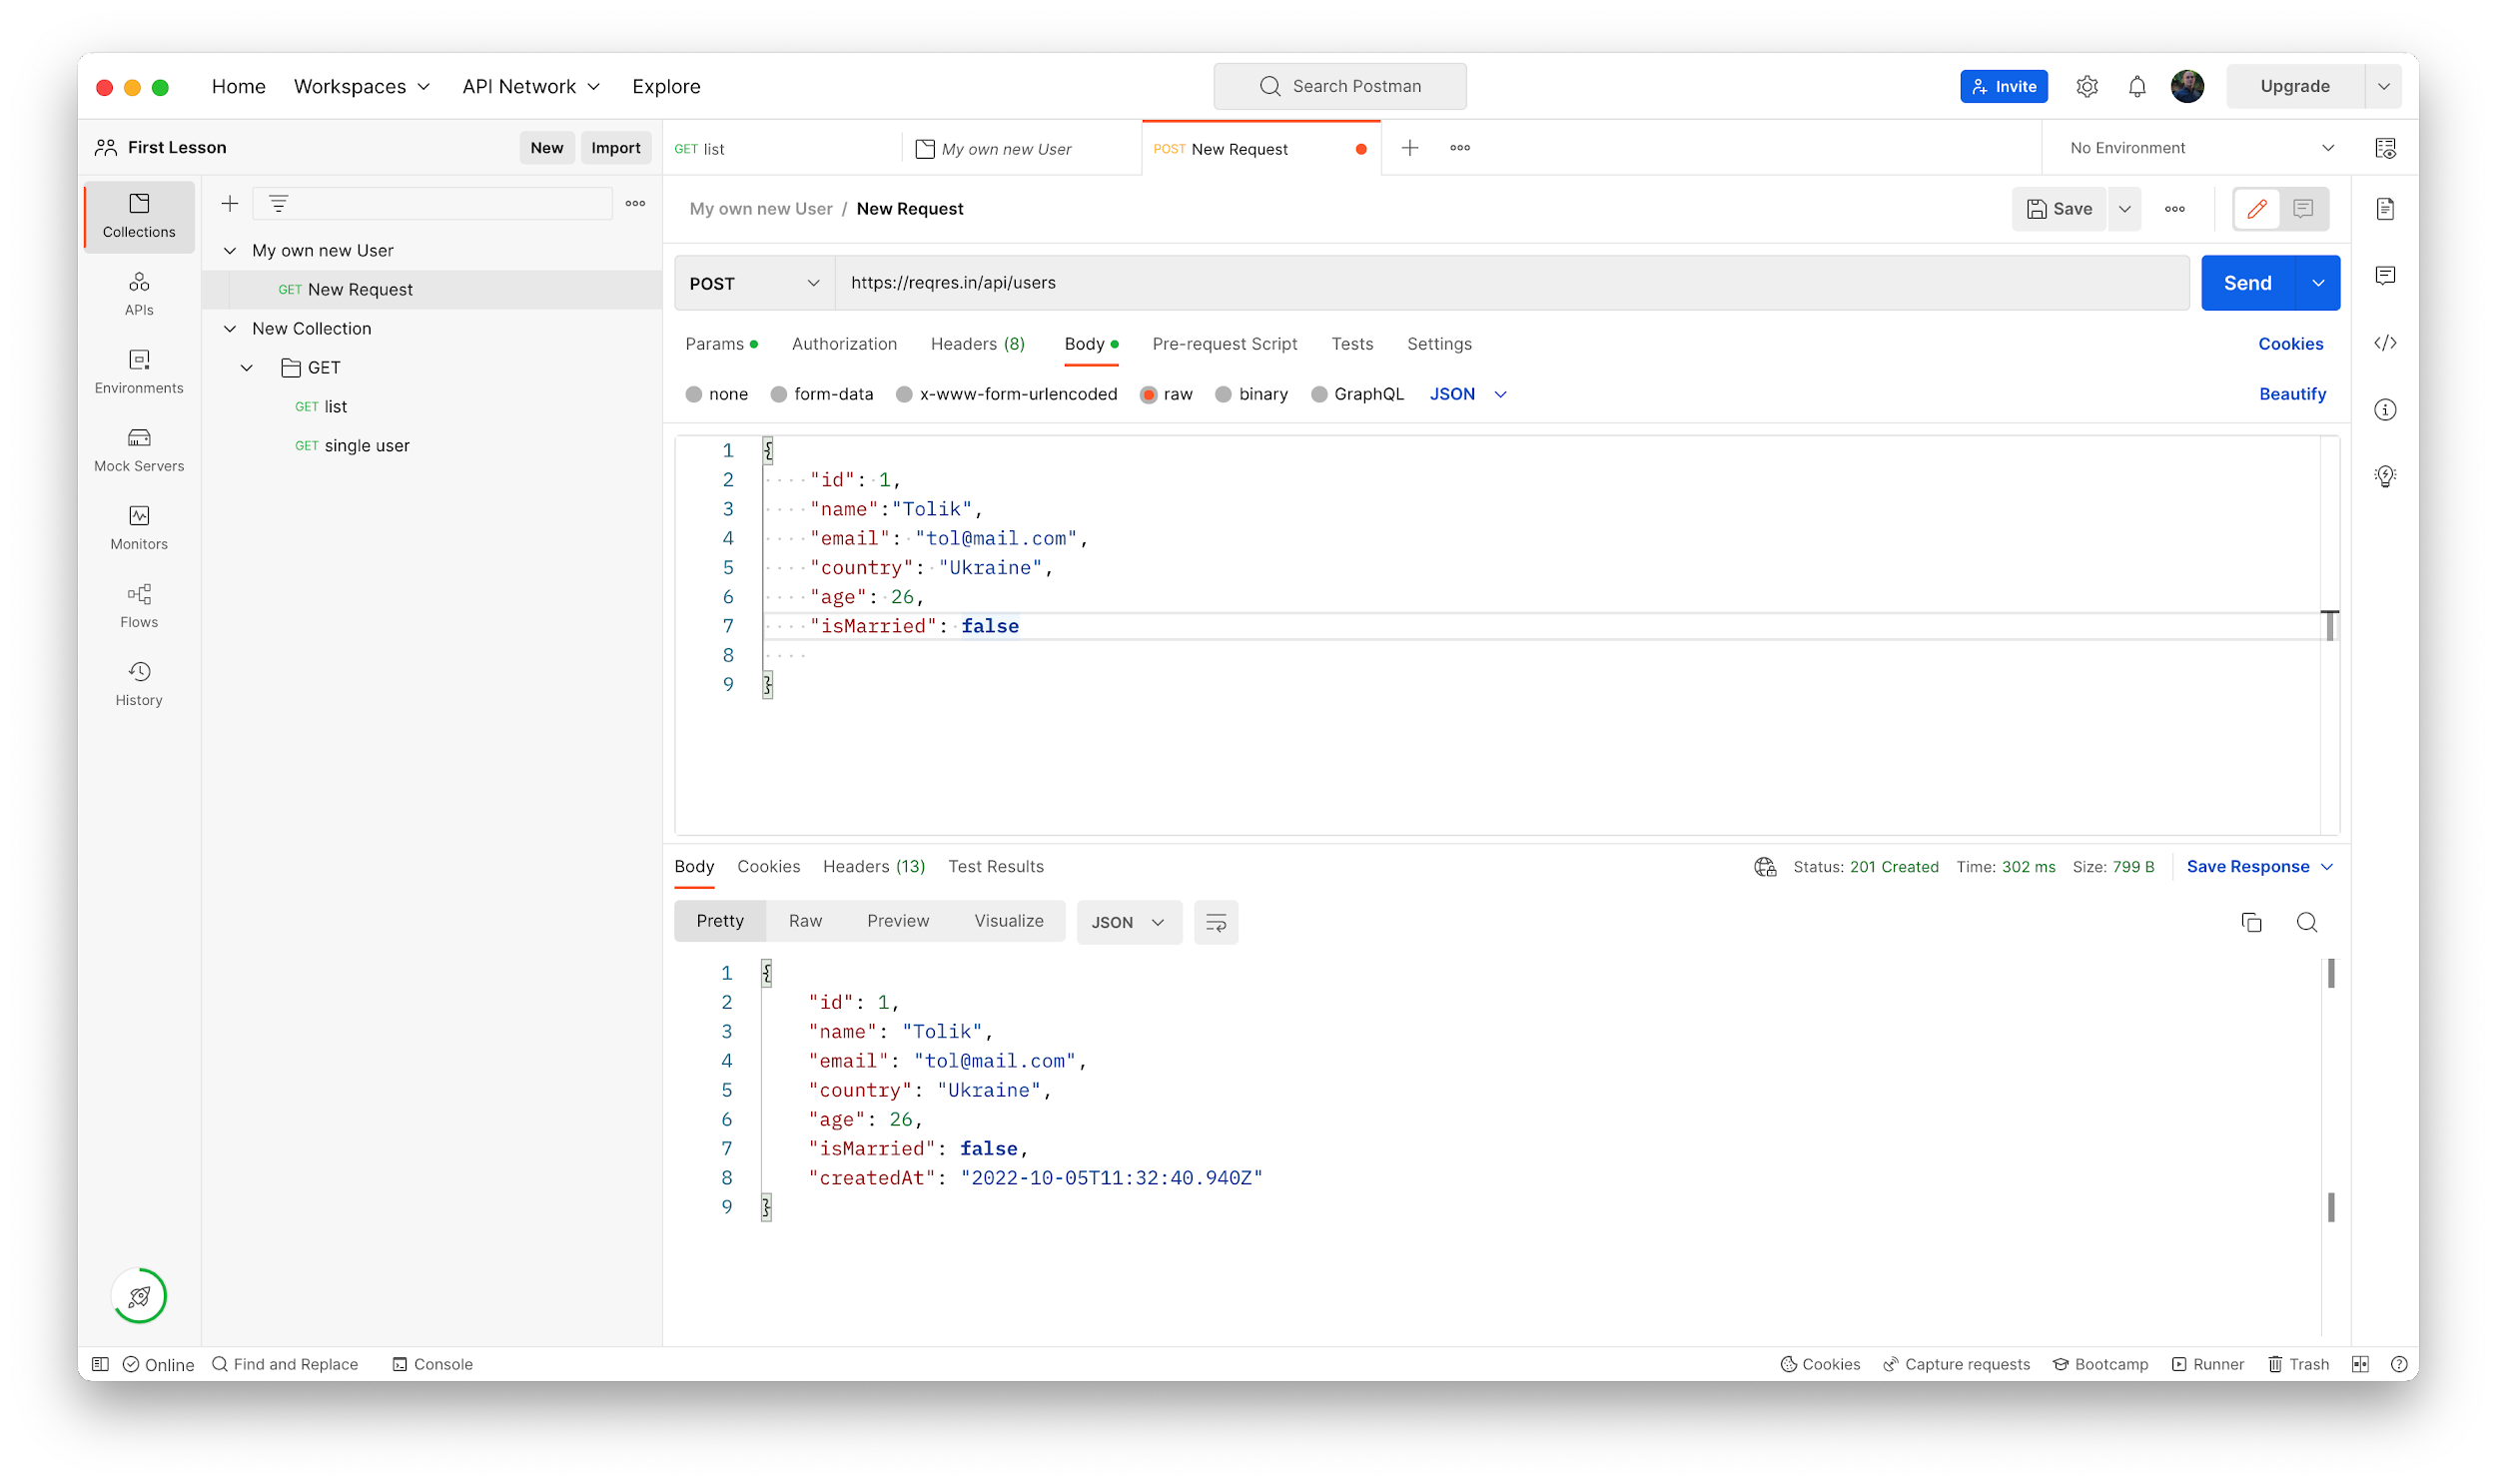 Home Workspaces API Network Explore Search Postman Invite Upgrade
First Lesson New Import GET list My own new User POST New Request No Environment
Collections
APIs
Environments
Mock Servers
Monitors
Flows
History
My own new User
GET New Request
New Collection
GET
GET list
GET single user
My own new User / New Request Save
POST https://reqres.in/api/users Send
Params Authorization Headers (8) Body Pre-request Script Tests Settings Cookies
none form-data x-www-form-urlencoded raw binary GraphQL JSON Beautify
1 {
2 "id": 1,
3 "name":"Tolik",
4 "email": "tol@mail.com",
5 "country": "Ukraine",
6 "age": 26,
7 "isMarried": false
8
9 }
Body Cookies Headers (13) Test Results Status: 201 Created Time: 302 ms Size: 799 B Save Response
Pretty Raw Preview Visualize JSON
1 {
2 "id": 1,
3 "name": "Tolik",
4 "email": "tol@mail.com",
5 "country": "Ukraine",
6 "age": 26,
7 "isMarried": false,
8 "createdAt": "2022-10-05T11:32:40.940Z"
9 }
Online Find and Replace Console Cookies Capture requests Bootcamp Runner Trash